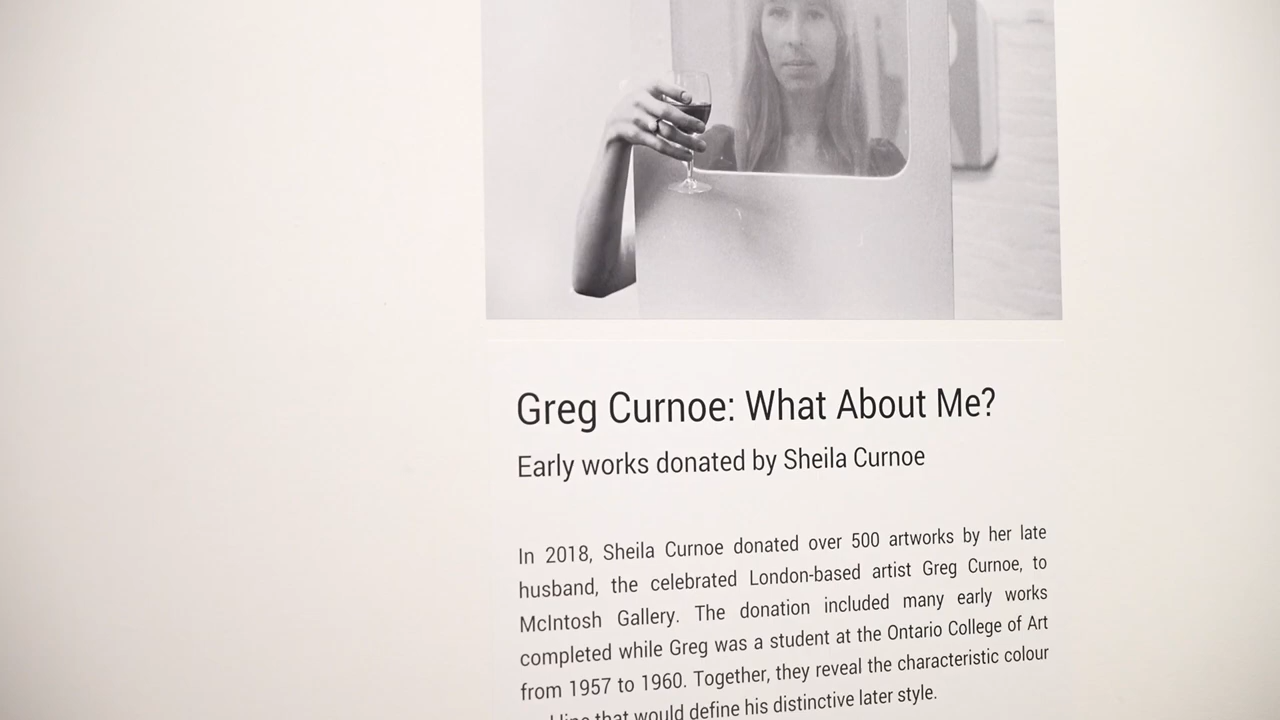 Greg Curnoe: What About Me?
Early works donated by Sheila Curnoe
In 2018, Sheila Curnoe donated over 500 artworks by her late
husband, the celebrated London-based artist Greg Curnoe, to
McIntosh Gallery. The donation included many early works
completed while Greg was a student at the Ontario College of Art
from 1957 to 1960. Together, they reveal the characteristic colour
that would define his distinctive later style.